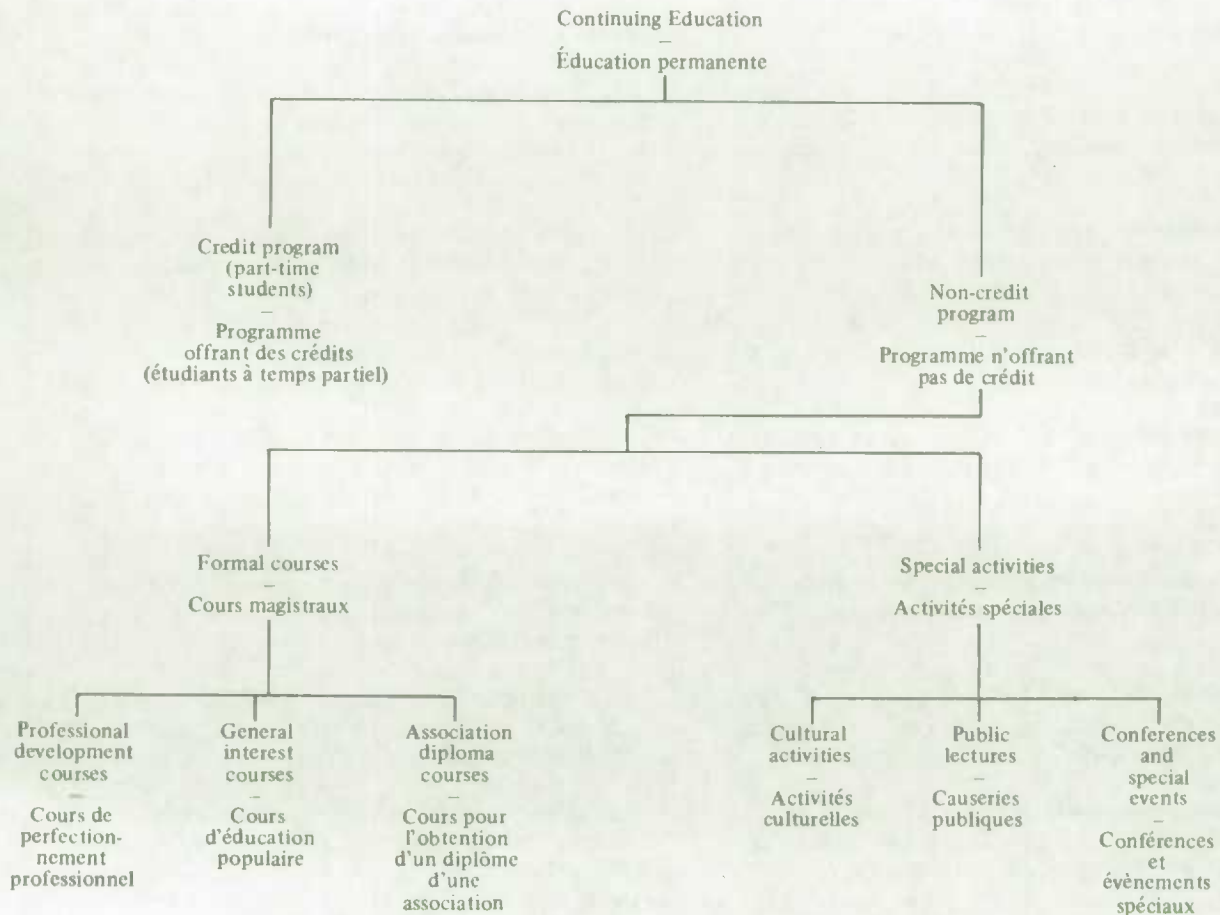 Continuing Education
–
Éducation permanente
Credit program
(part-time
students)
–
Programme
offrant des crédits
(étudiants à temps partiel)
Non-credit
program
–
Programme n'offrant
pas de crédit
Formal courses
–
Cours magistraux
Special activities
–
Activités spéciales
Professional
development
courses
–
Cours de
perfection-
nement
professionnel
General
interest
courses
–
Cours
d'éducation
populaire
Association
diploma
courses
–
Cours pour
l'obtention
d'un diplôme
d'une
association
Cultural
activities
–
Activités
culturelles
Public
lectures
–
Causeries
publiques
Conferences
and
special
events
–
Conférences
et
évènements
spéciaux